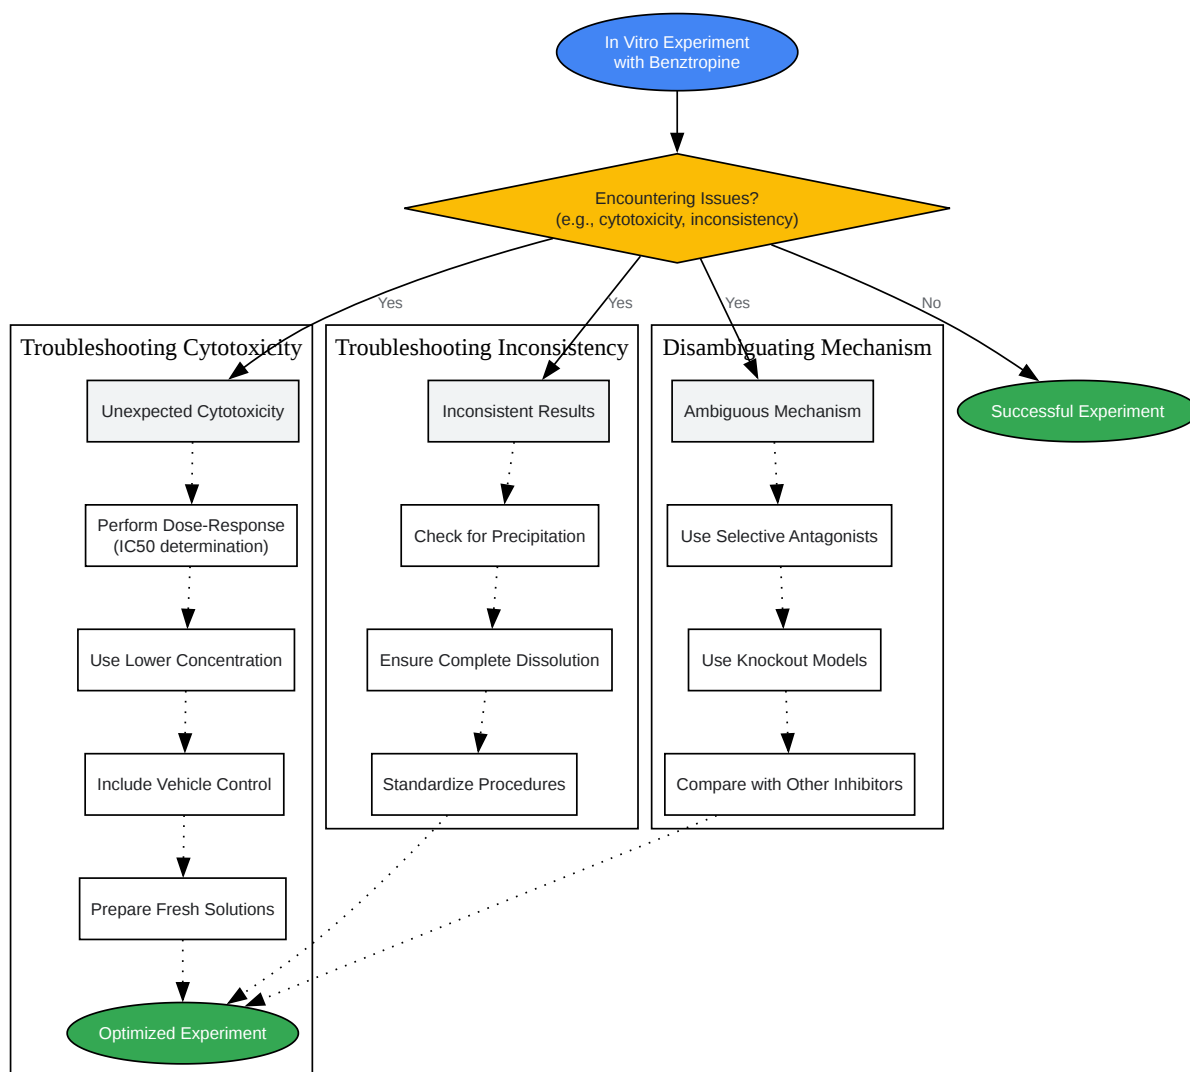 In Vitro Experiment
with Benztropine
Encountering Issues?
(e.g., cytotoxicity, inconsistency)
Yes
Yes
Yes
No
Troubleshooting Cytotoxicity
Troubleshooting Inconsistency
Disambiguating Mechanism
Unexpected Cytotoxicity
Inconsistent Results
Ambiguous Mechanism
Successful Experiment
Perform Dose-Response
(IC50 determination)
Check for Precipitation
Use Selective Antagonists
Use Lower Concentration
Ensure Complete Dissolution
Use Knockout Models
Include Vehicle Control
Standardize Procedures
Compare with Other Inhibitors
Prepare Fresh Solutions
Optimized Experiment